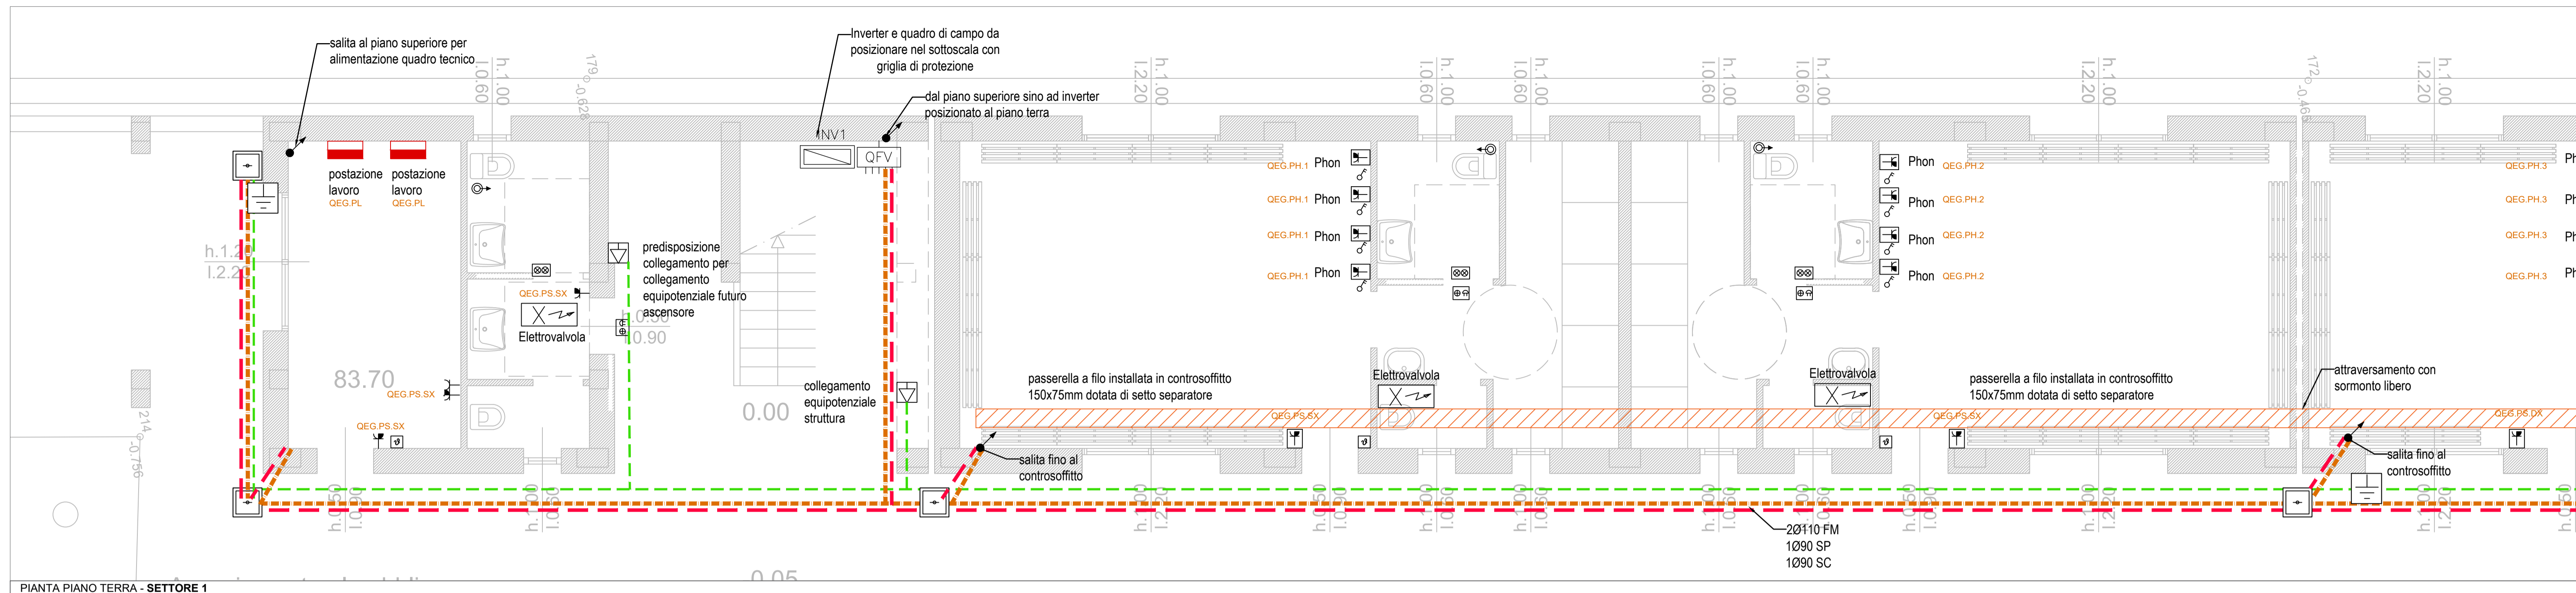 salita al piano superiore per
alimentazione quadro tecnico
Inverter e quadro di campo da
posizionare nel sottoscala con
griglia di protezione
dal piano superiore sino ad inverter
posizionato al piano terra
179
-0.628
172
h.1.00
l.0.60
h.1.00
l.2.20
h.1.00
l.0.60
h.1.00
l.0.60
h.1.00
l.0.60
h.1.00
l.0.60
h.1.00
l.2.20
h.1.00
l.2.20
INV1
QFV
postazione
lavoro
QEG.PL
postazione
lavoro
QEG.PL
QEG.PH.1 Phon
QEG.PH.1 Phon
QEG.PH.1 Phon
QEG.PH.1 Phon
Phon QEG.PH.2
Phon QEG.PH.2
Phon QEG.PH.2
Phon QEG.PH.2
QEG.PH.3
QEG.PH.3
QEG.PH.3
QEG.PH.3
predisposizione
collegamento per
collegamento
equipotenziale futuro
ascensore
QEG.PS.SX
Elettrovalvola
0.90
83.70
QEG.PS.SX
QEG.PS.SX
0.00
collegamento
equipotenziale
struttura
passerella a filo installata in controsoffitto
150x75mm dotata di setto separatore
QEG.PS.SX
Elettrovalvola
Elettrovalvola
passerella a filo installata in controsoffitto
150x75mm dotata di setto separatore
QEG.PS.SX
attraversamento con
sormonto libero
QEG.PS.DX
salita fino al
controsoffitto
salita fino al
controsoffitto
214
-0.756
2Ø110 FM
1Ø90 SP
1Ø90 SC
0.05
PIANTA PIANO TERRA - SETTORE 1